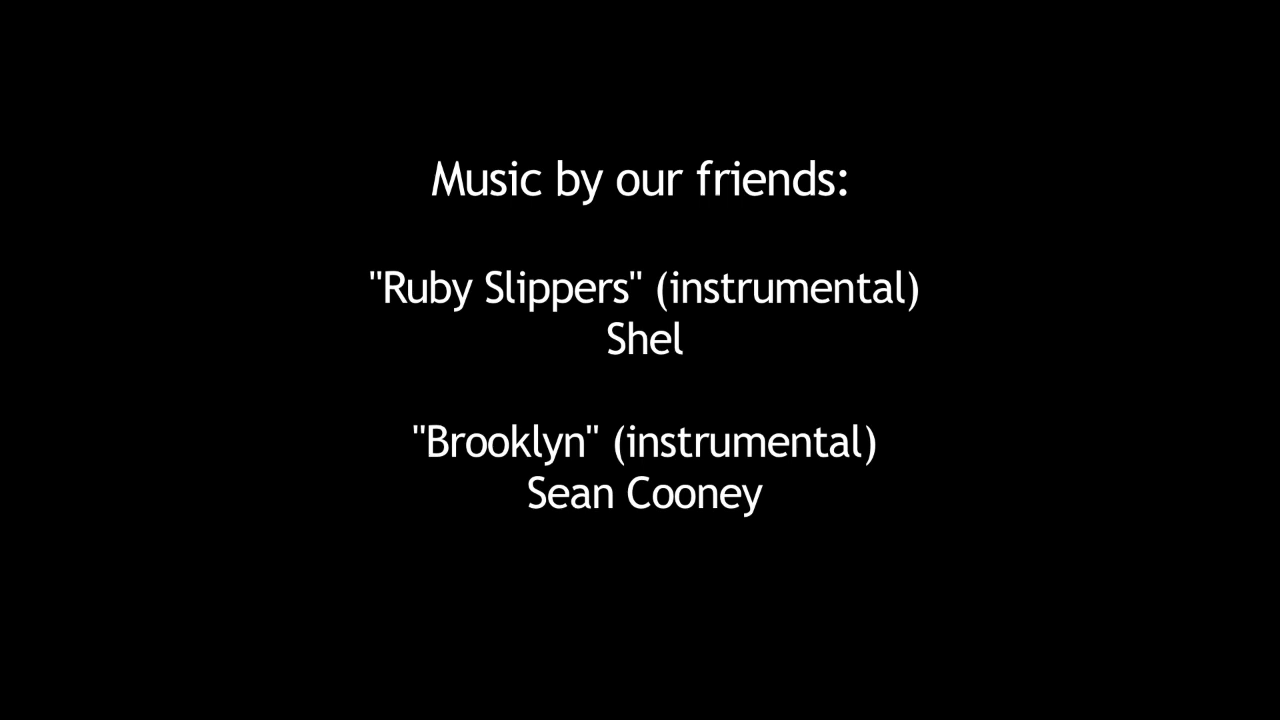 Music by our friends:
"Ruby Slippers" (instrumental)
Shel
"Brooklyn" (instrumental)
Sean Cooney